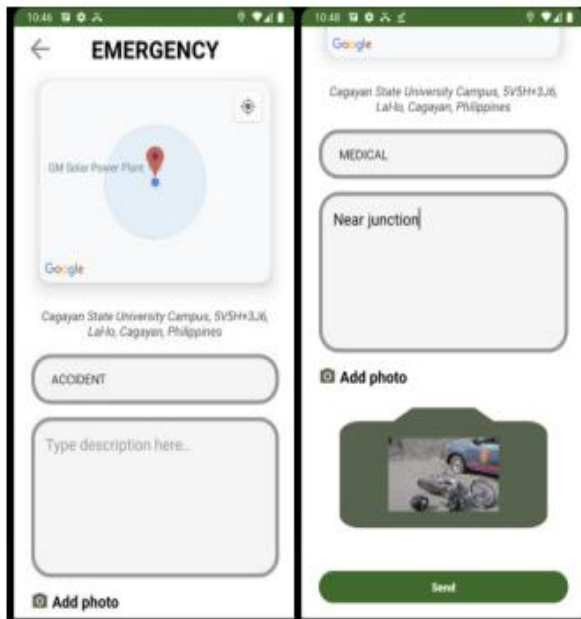 10:46
EMERGENCY
GM Solar Power Plant
Google
Cagayan State University Campus, 5V5H+3J6,
Lal-lo, Cagayan, Philippines
ACCIDENT
Type description here..
Add photo
10:48
Google
Cagayan State University Campus, 5V5H+3J6,
Lal-lo, Cagayan, Philippines
MEDICAL
Near junction
Add photo
Send